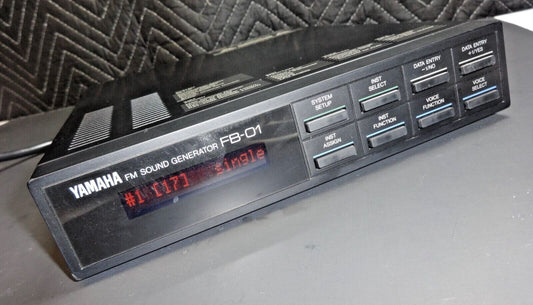 YAMAHA FM SOUND GENERATOR FB-01
#1 [17] single
SYSTEM SETUP
INST SELECT
DATA ENTRY -1/NO
DATA ENTRY +1/YES
INST ASSIGN
INST FUNCTION
VOICE FUNCTION
VOICE SELECT